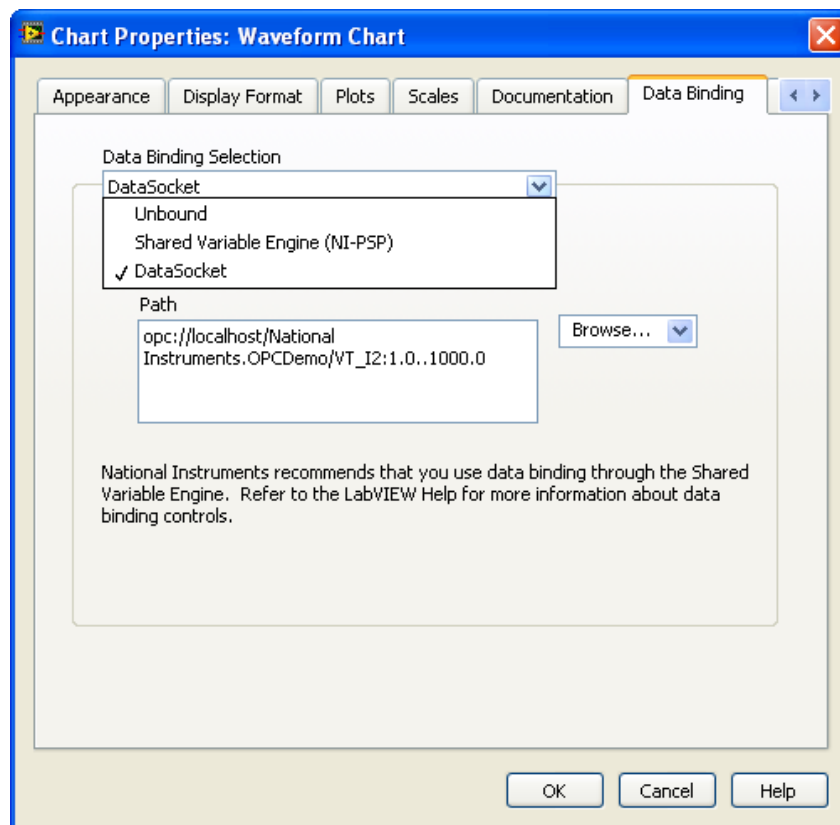 Chart Properties: Waveform Chart
Appearance
Display Format
Plots
Scales
Documentation
Data Binding
Data Binding Selection
DataSocket
Unbound
Shared Variable Engine (NI-PSP)
✓ DataSocket
Path
opc://localhost/National
Instruments.OPCDemo/VT_I2:1.0..1000.0
Browse...
National Instruments recommends that you use data binding through the Shared
Variable Engine.  Refer to the LabVIEW Help for more information about data
binding controls.
OK
Cancel
Help